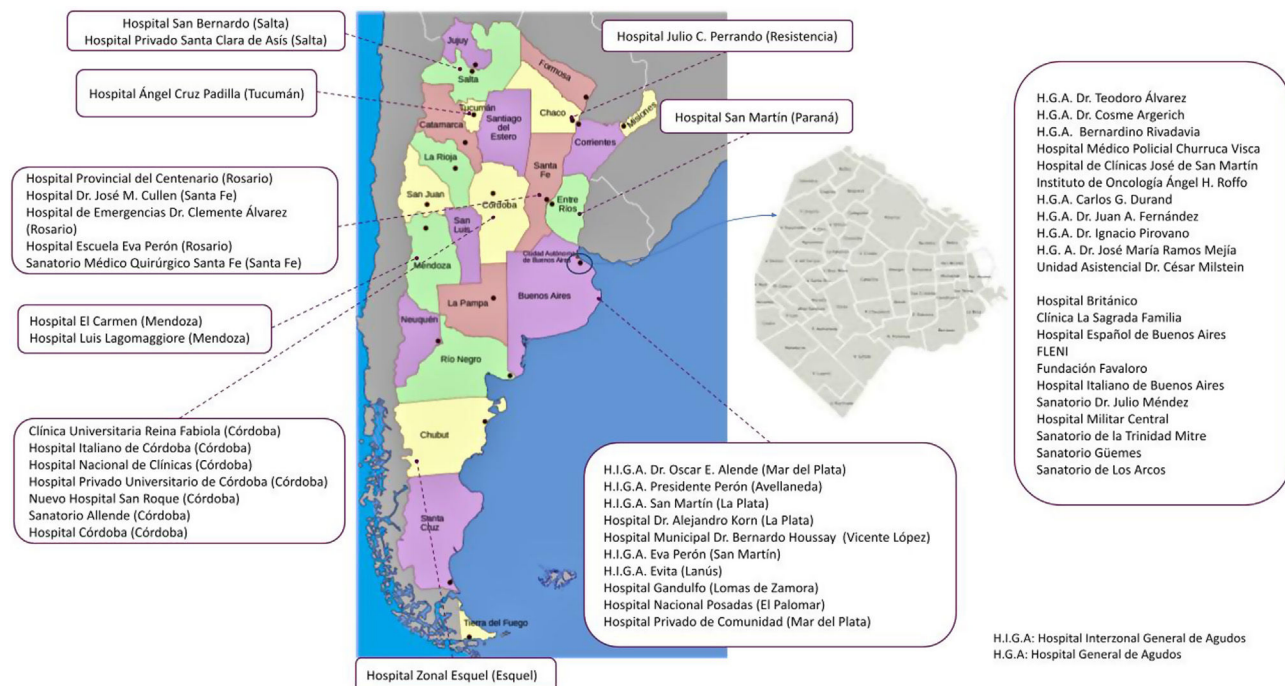 Hospital San Bernardo (Salta)
Hospital Privado Santa Clara de Asís (Salta)
Hospital Ángel Cruz Padilla (Tucumán)
Hospital Provincial del Centenario (Rosario)
Hospital Dr. José M. Cullen (Santa Fe)
Hospital de Emergencias Dr. Clemente Álvarez
(Rosario)
Hospital Escuela Eva Perón (Rosario)
Sanatorio Médico Quirúrgico Santa Fe (Santa Fe)
Hospital El Carmen (Mendoza)
Hospital Luis Lagomaggiore (Mendoza)
Clínica Universitaria Reina Fabiola (Córdoba)
Hospital Italiano de Córdoba (Córdoba)
Hospital Nacional de Clínicas (Córdoba)
Hospital Privado Universitario de Córdoba (Córdoba)
Nuevo Hospital San Roque (Córdoba)
Sanatorio Allende (Córdoba)
Hospital Córdoba (Córdoba)
Jujuy
Salta
Formosa
Tucumán
Chaco
Misiones
Catamarca
Santiago
del
Estero
Corrientes
La Rioja
Santa
Fe
San Juan
Córdoba
Entre
Ríos
San
Luis
Mendoza
Ciudad Autónoma
de Buenos Aires
La Pampa
Buenos Aires
Neuquén
Río Negro
Chubut
Santa
Cruz
Tierra del Fuego
Hospital Zonal Esquel (Esquel)
Hospital Julio C. Perrando (Resistencia)
Hospital San Martín (Paraná)
H.I.G.A. Dr. Oscar E. Alende (Mar del Plata)
H.I.G.A. Presidente Perón (Avellaneda)
H.I.G.A. San Martín (La Plata)
Hospital Dr. Alejandro Korn (La Plata)
Hospital Municipal Dr. Bernardo Houssay (Vicente López)
H.I.G.A. Eva Perón (San Martín)
H.I.G.A. Evita (Lanús)
Hospital Gandulfo (Lomas de Zamora)
Hospital Nacional Posadas (El Palomar)
Hospital Privado de Comunidad (Mar del Plata)
H.G.A. Dr. Teodoro Álvarez
H.G.A. Dr. Cosme Argerich
H.G.A. Bernardino Rivadavia
Hospital Médico Policial Churruca Visca
Hospital de Clínicas José de San Martín
Instituto de Oncología Ángel H. Roffo
H.G.A. Carlos G. Durand
H.G.A. Dr. Juan A. Fernández
H.G.A. Dr. Ignacio Pirovano
H.G. A. Dr. José María Ramos Mejía
Unidad Asistencial Dr. César Milstein
Hospital Británico
Clínica La Sagrada Familia
Hospital Español de Buenos Aires
FLENI
Fundación Favaloro
Hospital Italiano de Buenos Aires
Sanatorio Dr. Julio Méndez
Hospital Militar Central
Sanatorio de la Trinidad Mitre
Sanatorio Güemes
Sanatorio de Los Arcos
H.I.G.A: Hospital Interzonal General de Agudos
H.G.A: Hospital General de Agudos